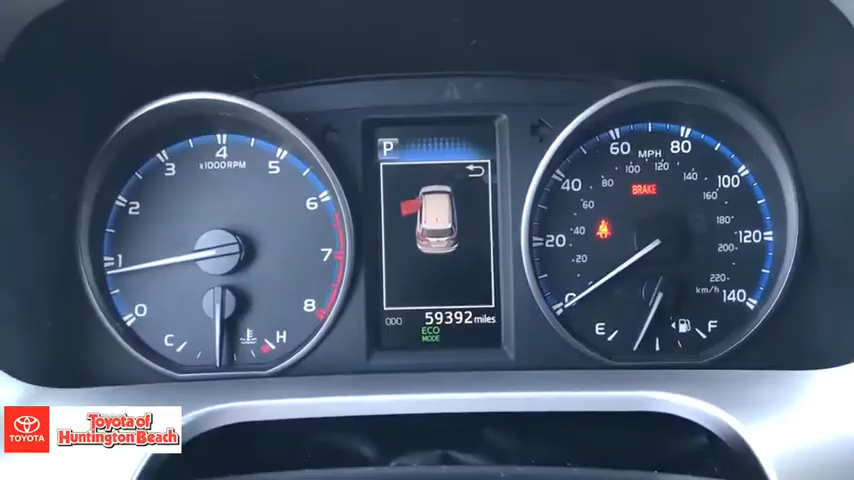 x1000RPM
0 1 2 3 4 5 6 7 8
C H
P
ODO 59392 miles
ECO
MODE
MPH
0 20 40 60 80 100 120 140
20 40 60 80 100 120 140 160 180 200 220
km/h
BRAKE
E F
TOYOTA
Toyota of
Huntington Beach